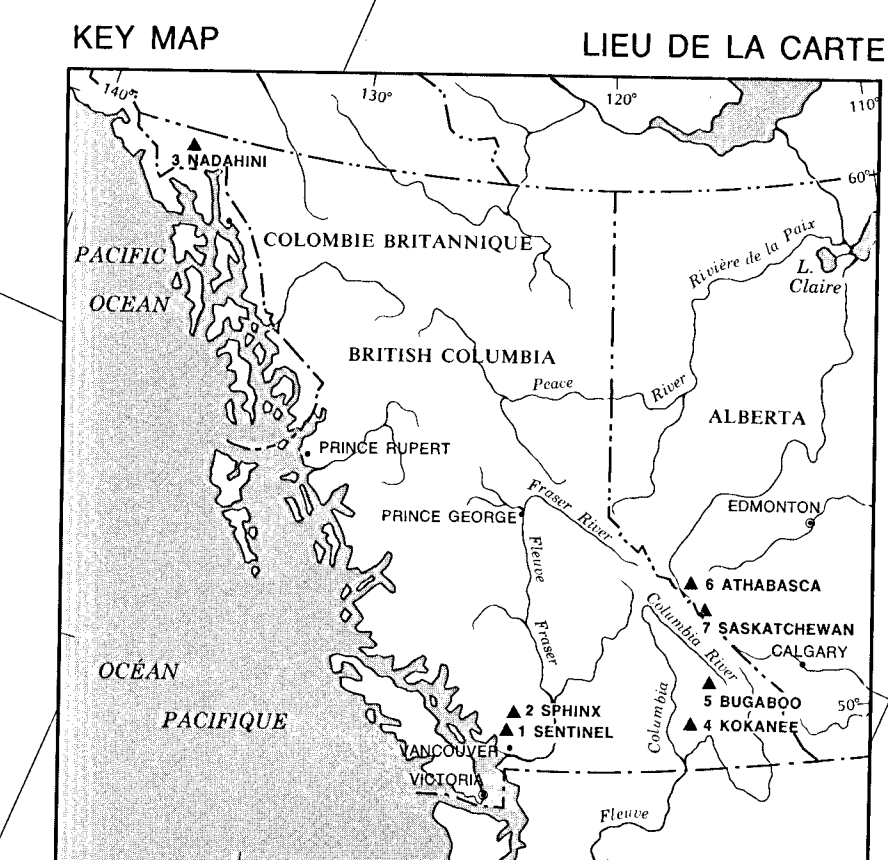 KEY MAP
LIEU DE LA CARTE
140°
130°
120°
110°
3 NADAHINI
60°
COLOMBIE BRITANNIQUE
Rivière de la Paix
PACIFIC
OCEAN
L.
Claire
BRITISH COLUMBIA
Peace
River
ALBERTA
PRINCE RUPERT
PRINCE GEORGE
Fraser River
EDMONTON
Fleuve
Fraser
6 ATHABASCA
7 SASKATCHEWAN
Columbia River
CALGARY
OCÉAN
PACIFIQUE
Columbia
5 BUGABOO
50°
2 SPHINX
1 SENTINEL
4 KOKANEE
VANCOUVER
VICTORIA
Fleuve